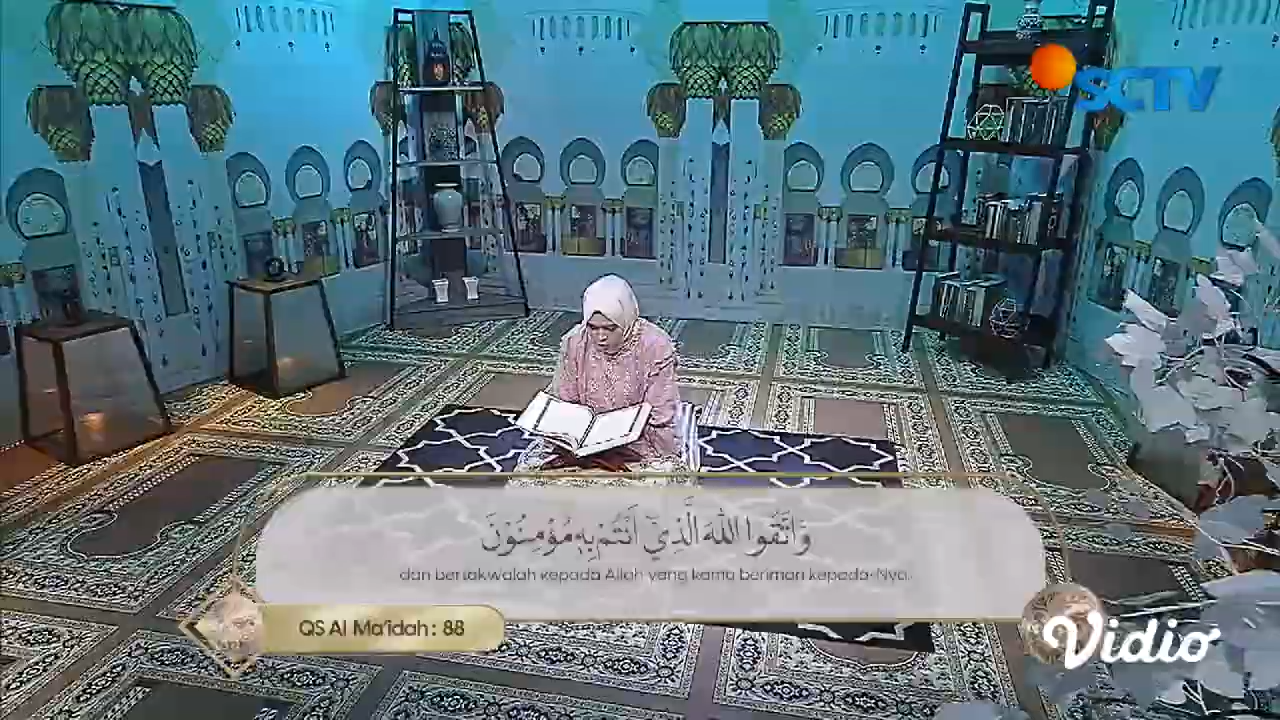 SCTV
وَاتَّقُوا اللّٰهَ الَّذِيْٓ اَنْتُمْ بِهٖ مُؤْمِنُوْنَ
dan bertakwalah kepada Allah yang kamu beriman kepada-Nya.
QS Al Ma'idah : 88
Vidio